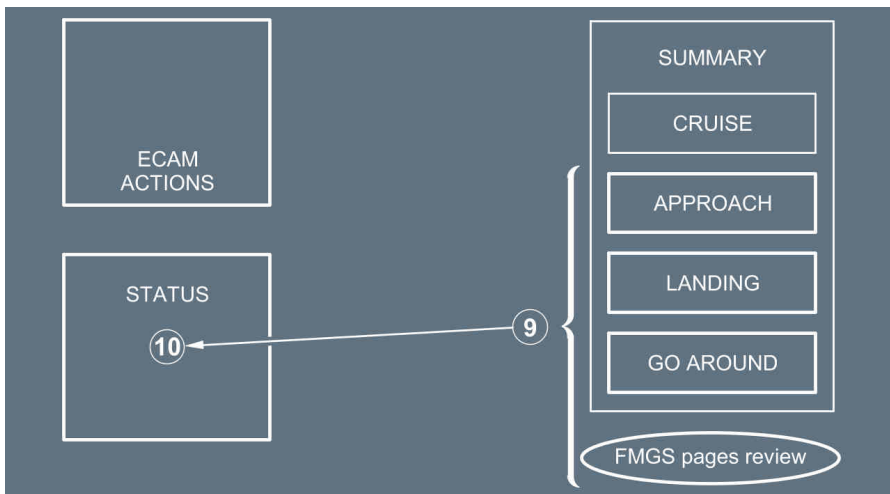 ECAM
ACTIONS
STATUS
10
9
SUMMARY
CRUISE
APPROACH
LANDING
GO AROUND
FMGS pages review